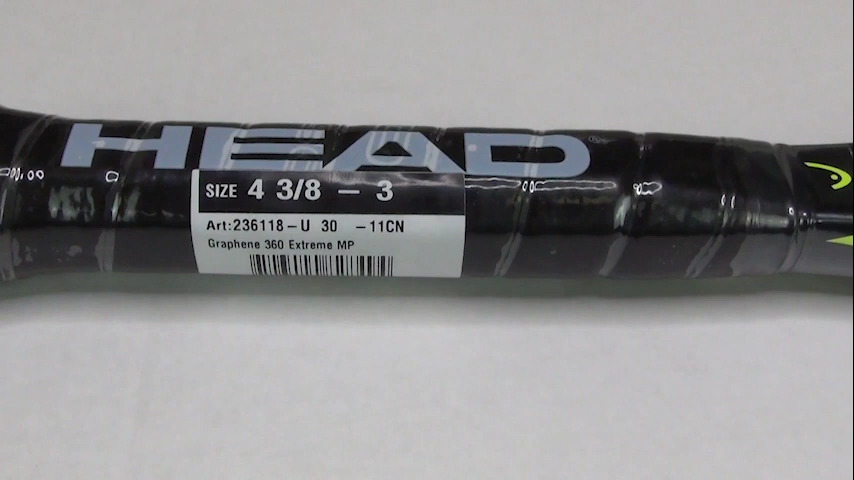 HEAD
SIZE 4 3/8 - 3
Art:236118-U 30 -11CN
Graphene 360 Extreme MP